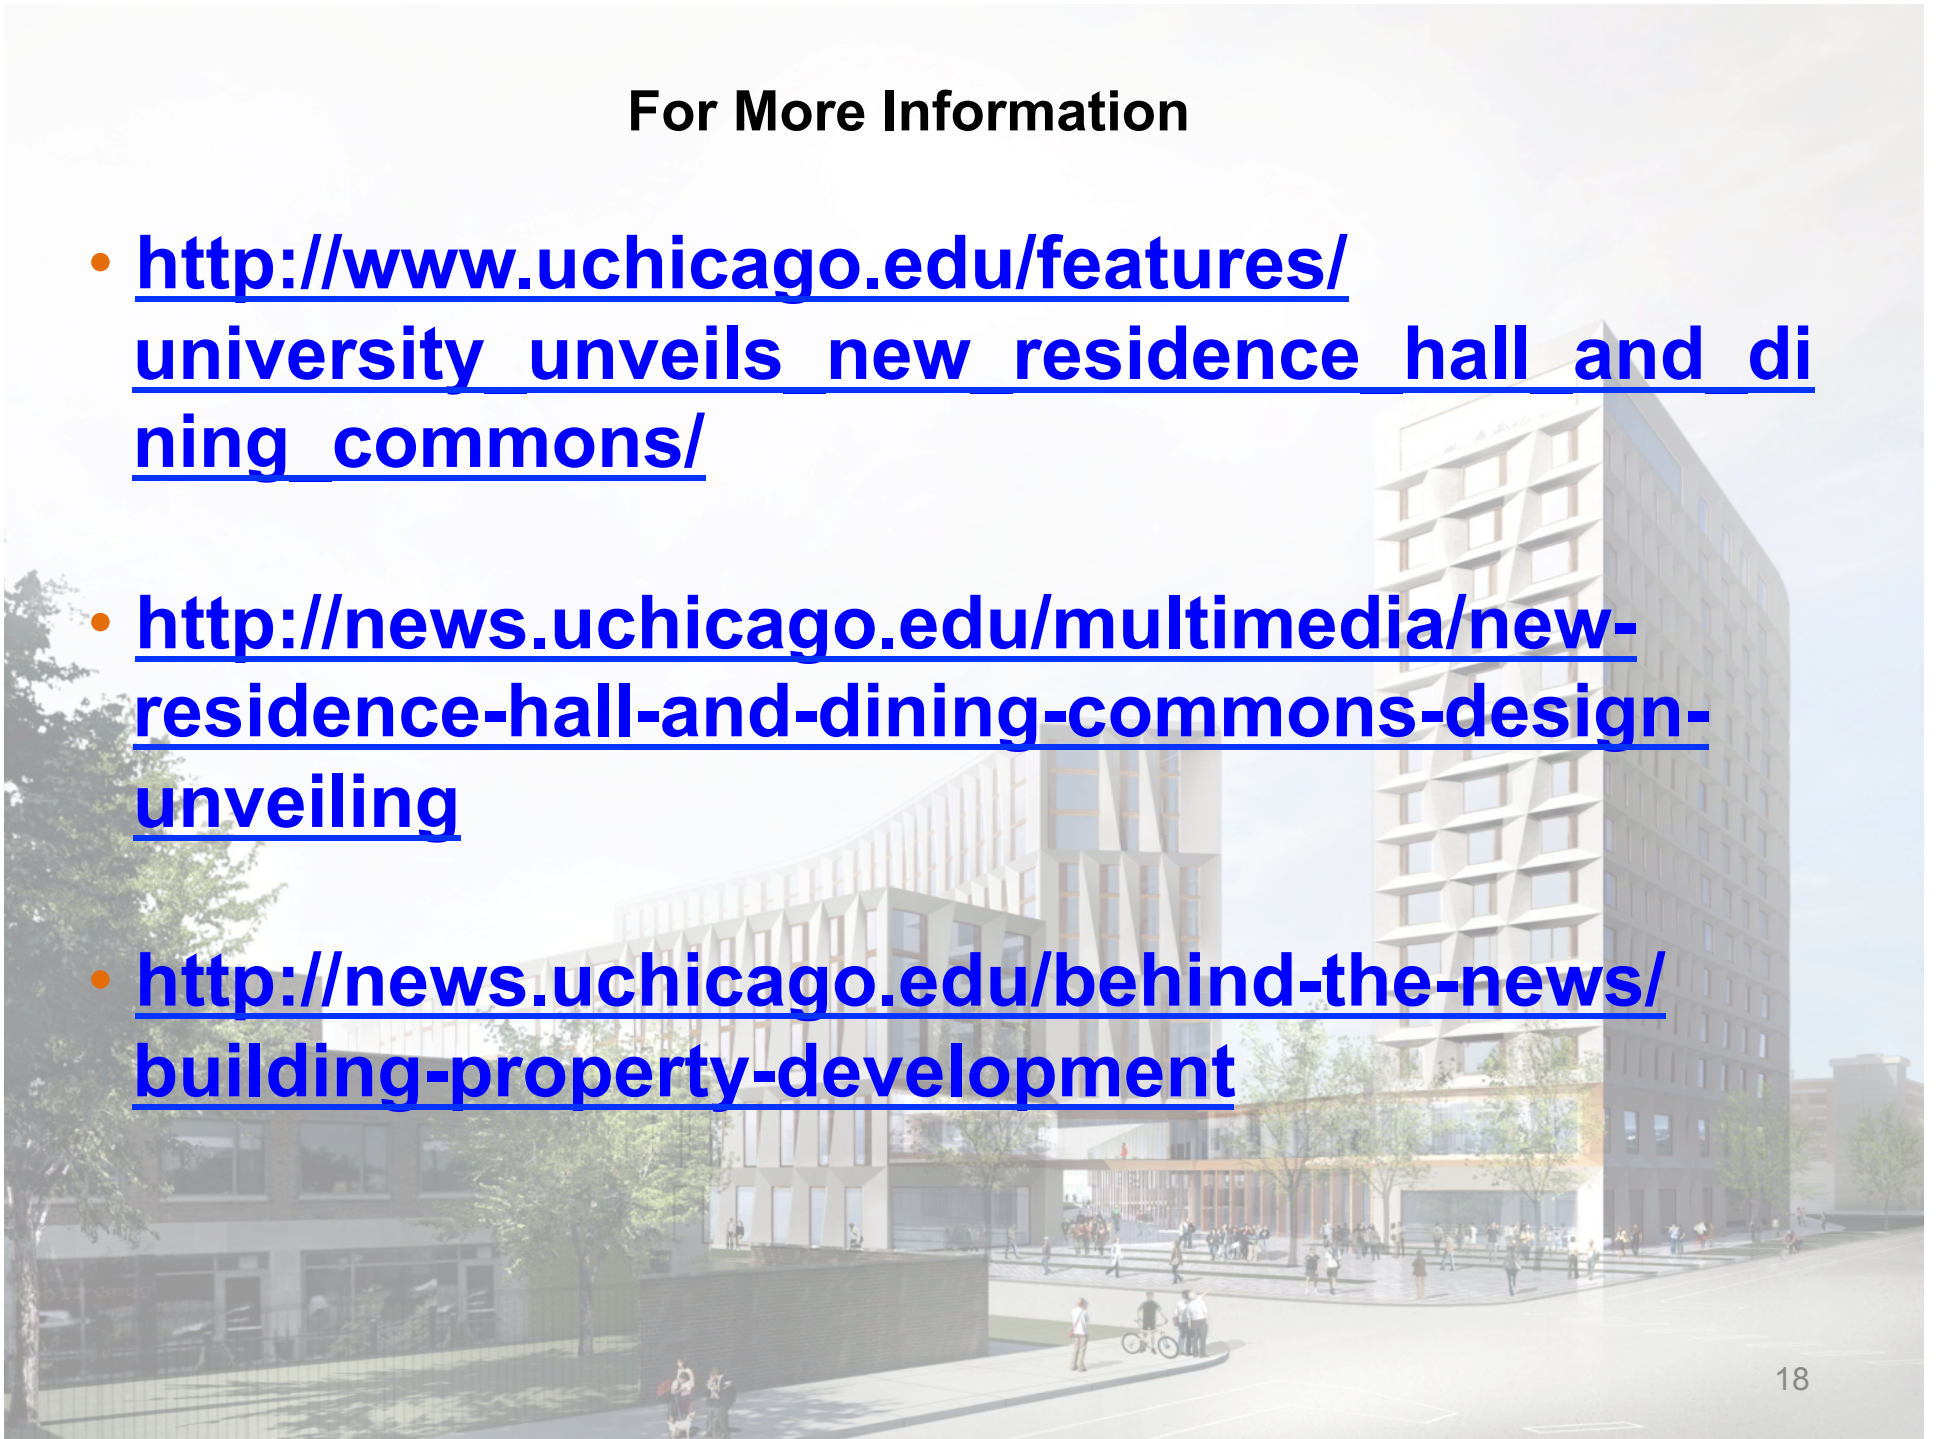 For More Information
• http://www.uchicago.edu/features/
university_unveils_new_residence_hall_and_di
ning_commons/
• http://news.uchicago.edu/multimedia/new-
residence-hall-and-dining-commons-design-
unveiling
• http://news.uchicago.edu/behind-the-news/
building-property-development
18